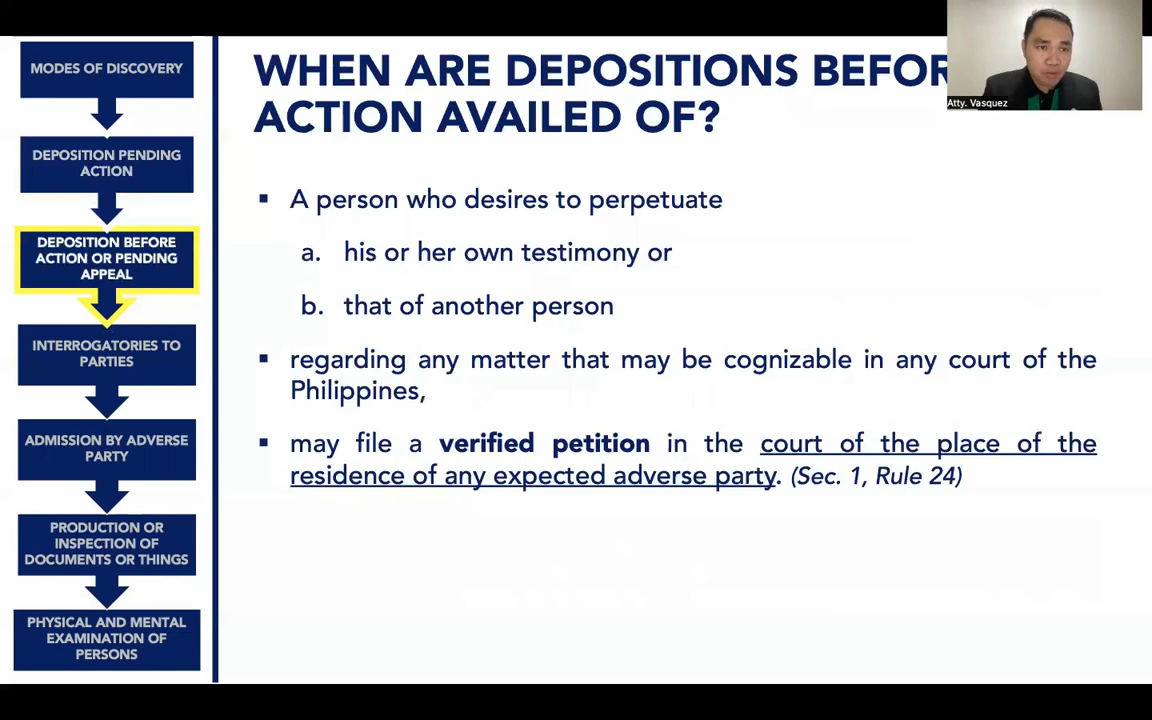 MODES OF DISCOVERY
DEPOSITION PENDING
ACTION
DEPOSITION BEFORE
ACTION OR PENDING
APPEAL
INTERROGATORIES TO
PARTIES
ADMISSION BY ADVERSE
PARTY
PRODUCTION OR
INSPECTION OF
DOCUMENTS OR THINGS
PHYSICAL AND MENTAL
EXAMINATION OF
PERSONS
WHEN ARE DEPOSITIONS BEFOR
ACTION AVAILED OF?
Atty. Vasquez
▪ A person who desires to perpetuate
a. his or her own testimony or
b. that of another person
▪ regarding any matter that may be cognizable in any court of the
Philippines,
▪ may file a verified petition in the court of the place of the
residence of any expected adverse party. (Sec. 1, Rule 24)